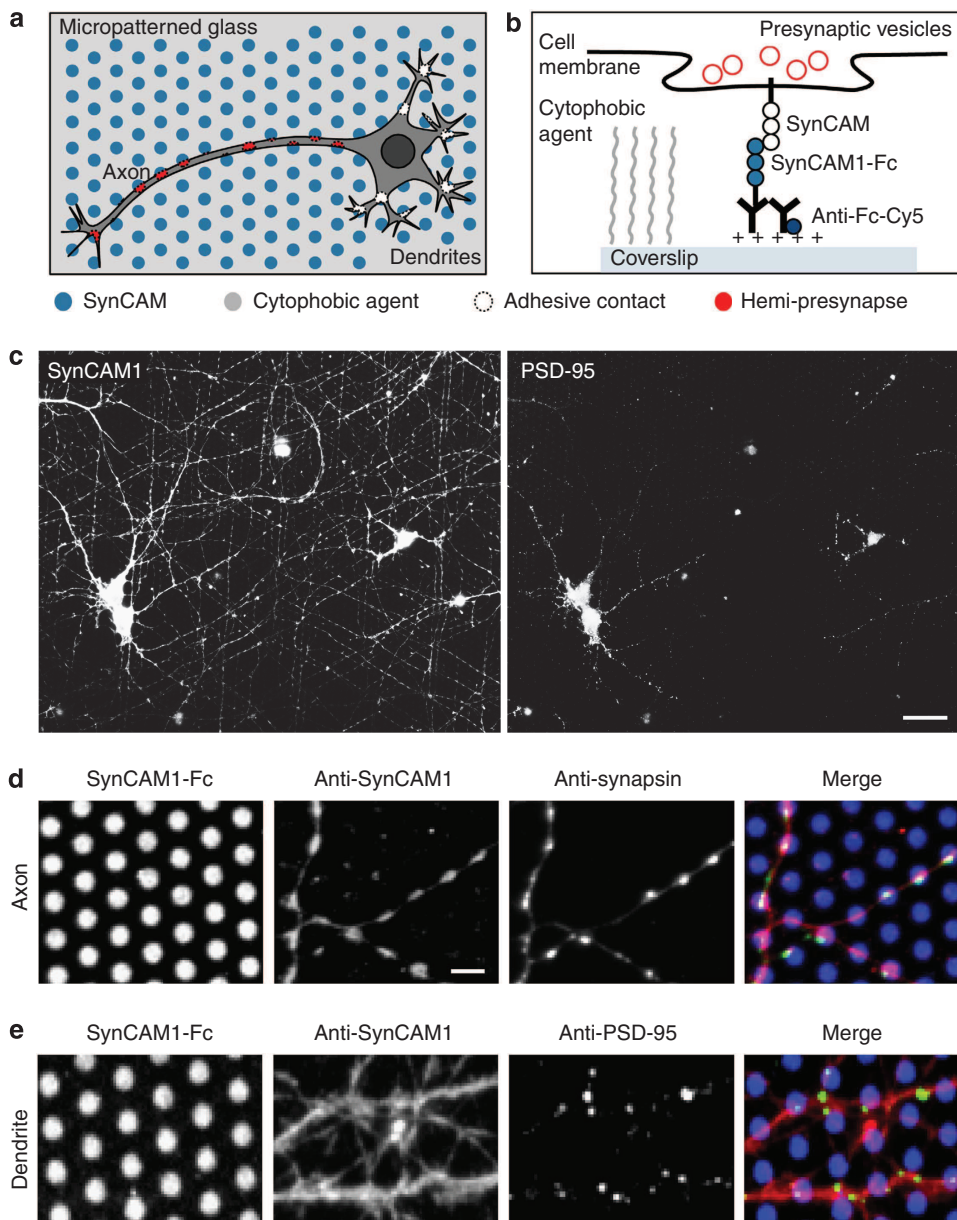 a
Micropatterned glass
Axon
Dendrites
b
Cell
membrane
Presynaptic vesicles
Cytophobic
agent
SynCAM
SynCAM1-Fc
Anti-Fc-Cy5
+ + + + +
Coverslip
SynCAM
Cytophobic agent
Adhesive contact
Hemi-presynapse
c
SynCAM1
PSD-95
d
SynCAM1-Fc
Anti-SynCAM1
Anti-synapsin
Merge
Axon
e
SynCAM1-Fc
Anti-SynCAM1
Anti-PSD-95
Merge
Dendrite